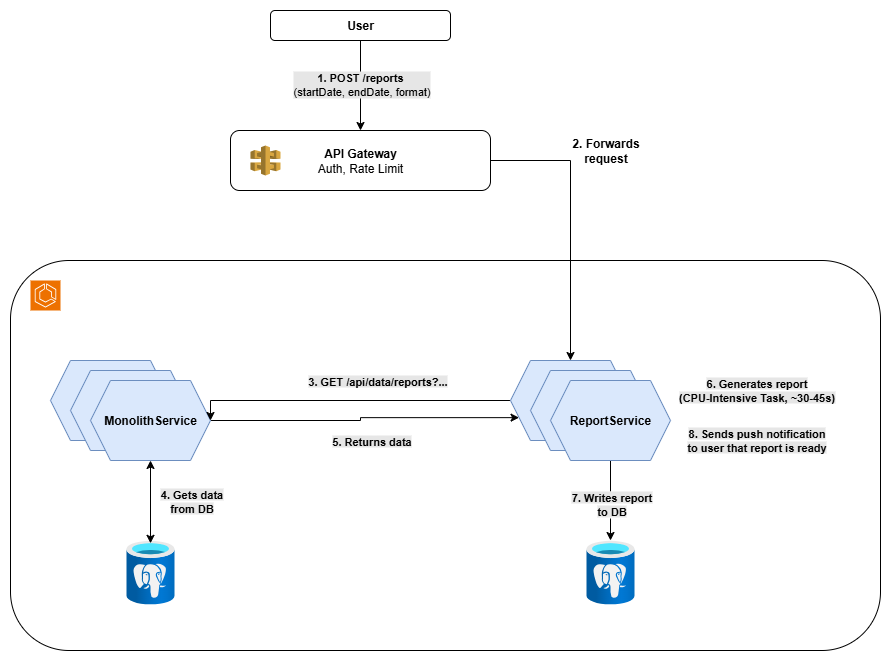 User
1. POST /reports
(startDate, endDate, format)
API Gateway
Auth, Rate Limit
2. Forwards
request
3. GET /api/data/reports?...
6. Generates report
(CPU-Intensive Task, ~30-45s)
MonolithService
ReportService
5. Returns data
8. Sends push notification
to user that report is ready
4. Gets data
from DB
7. Writes report
to DB